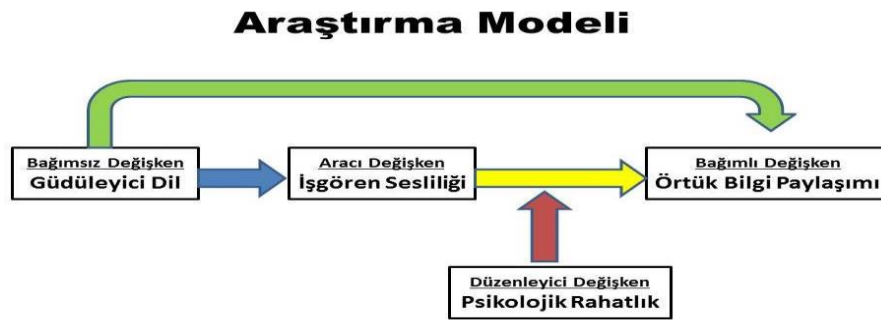 Araştırma Modeli
Bağımsız Değişken
Güdüleyici Dil
Aracı Değişken
İşgören Sesliliği
Bağımlı Değişken
Örtük Bilgi Paylaşımı
Düzenleyici Değişken
Psikolojik Rahatlık